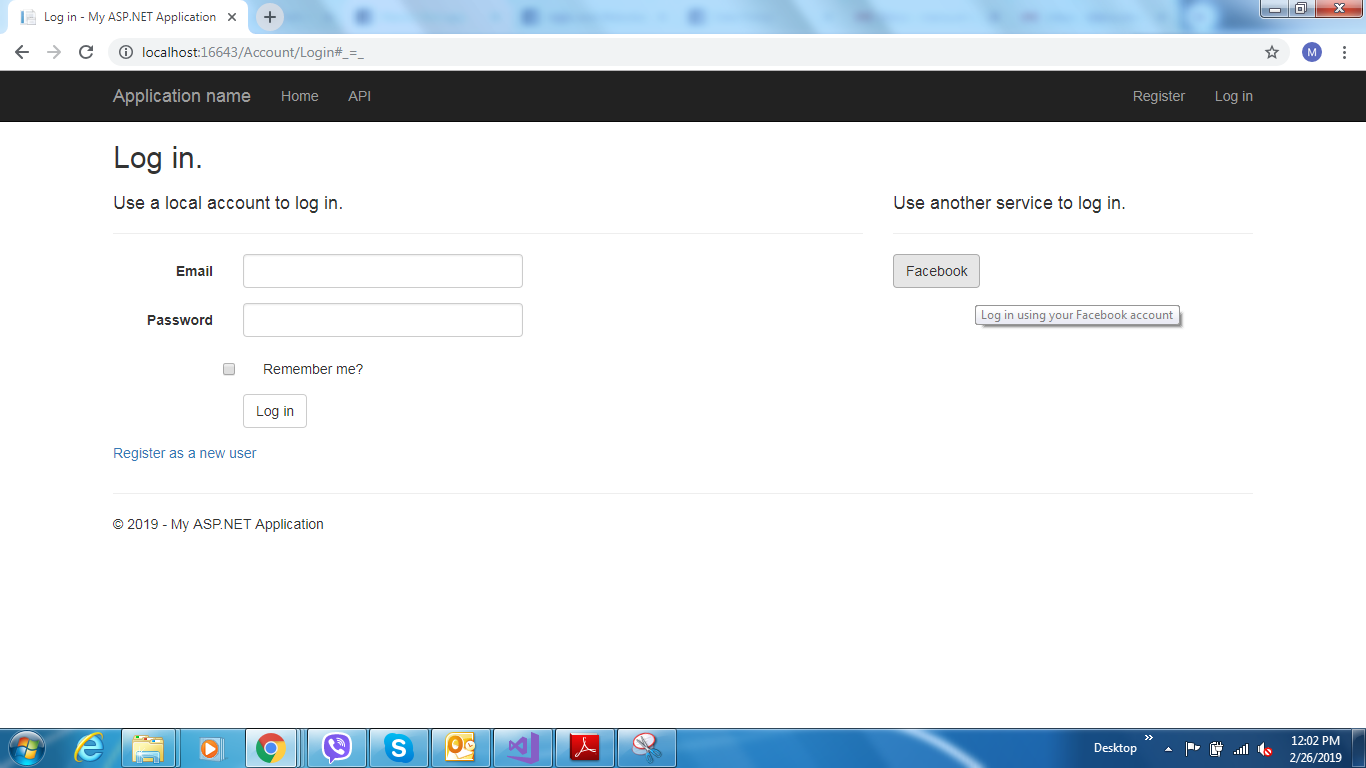 Log in - My ASP.NET Application
localhost:16643/Account/Login#_=_
M
Application name Home API Register Log in
Log in.
Use a local account to log in.
Email
Password
Remember me?
Log in
Register as a new user
Use another service to log in.
Facebook
Log in using your Facebook account
© 2019 - My ASP.NET Application
Desktop
12:02 PM
2/26/2019